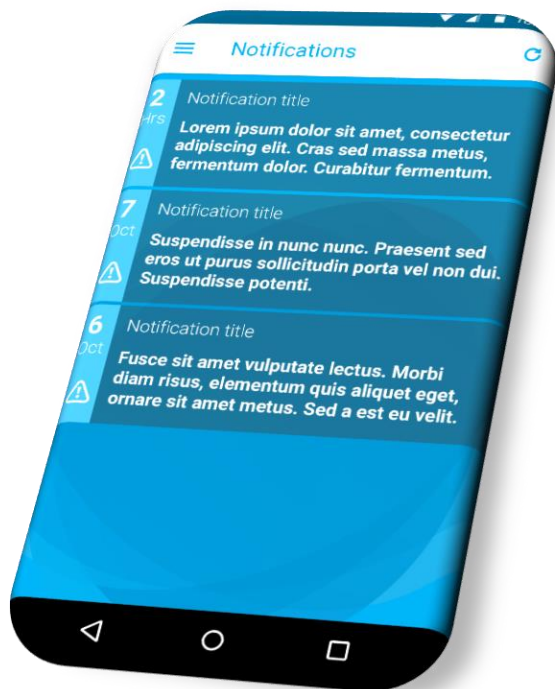 Notifications
2
Hrs
Notification title
Lorem ipsum dolor sit amet, consectetur
adipiscing elit. Cras sed massa metus,
fermentum dolor. Curabitur fermentum.
7
Oct
Notification title
Suspendisse in nunc nunc. Praesent sed
eros ut purus sollicitudin porta vel non dui.
Suspendisse potenti.
6
Oct
Notification title
Fusce sit amet vulputate lectus. Morbi
diam risus, elementum quis aliquet eget,
ornare sit amet metus. Sed a est eu velit.